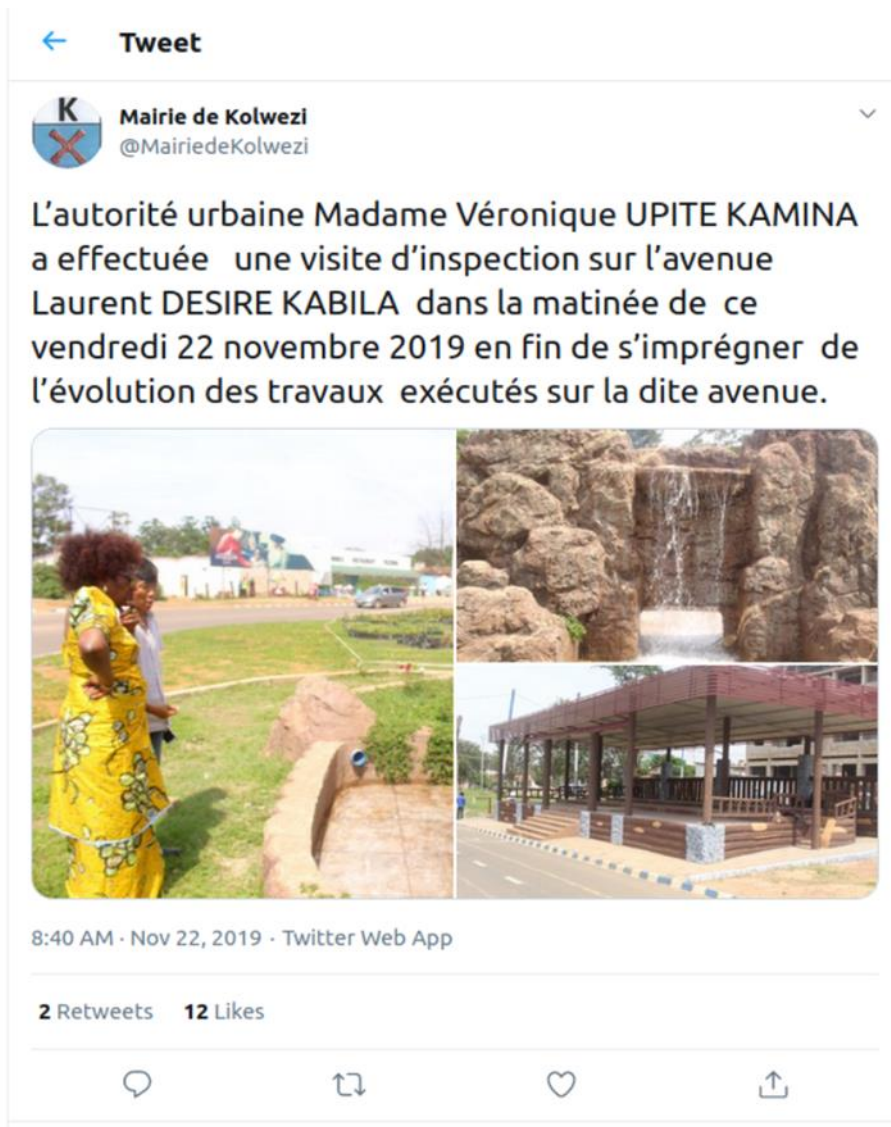 Tweet
K
Mairie de Kolwezi
@MairiedeKolwezi
L'autorité urbaine Madame Véronique UPITE KAMINA
a effectuée une visite d'inspection sur l'avenue
Laurent DESIRE KABILA dans la matinée de ce
vendredi 22 novembre 2019 en fin de s'imprégner de
l'évolution des travaux exécutés sur la dite avenue.
8:40 AM · Nov 22, 2019 · Twitter Web App
2 Retweets 12 Likes